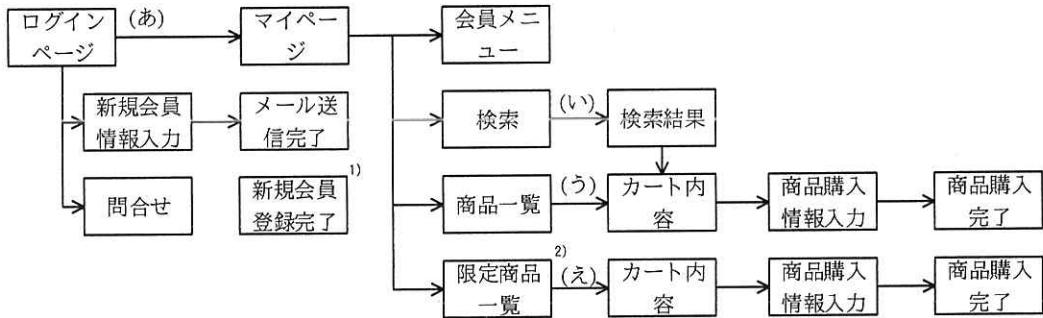 ログイン
ページ
(あ)
マイペー
ジ
会員メニ
ュー
新規会員
情報入力
メール送
信完了
検索
(い)
検索結果
問合せ
新規会員
登録完了
1)
商品一覧
(う)
カート内
容
商品購入
情報入力
商品購入
完了
限定商品
一覧
2)
(え)
カート内
容
商品購入
情報入力
商品購入
完了